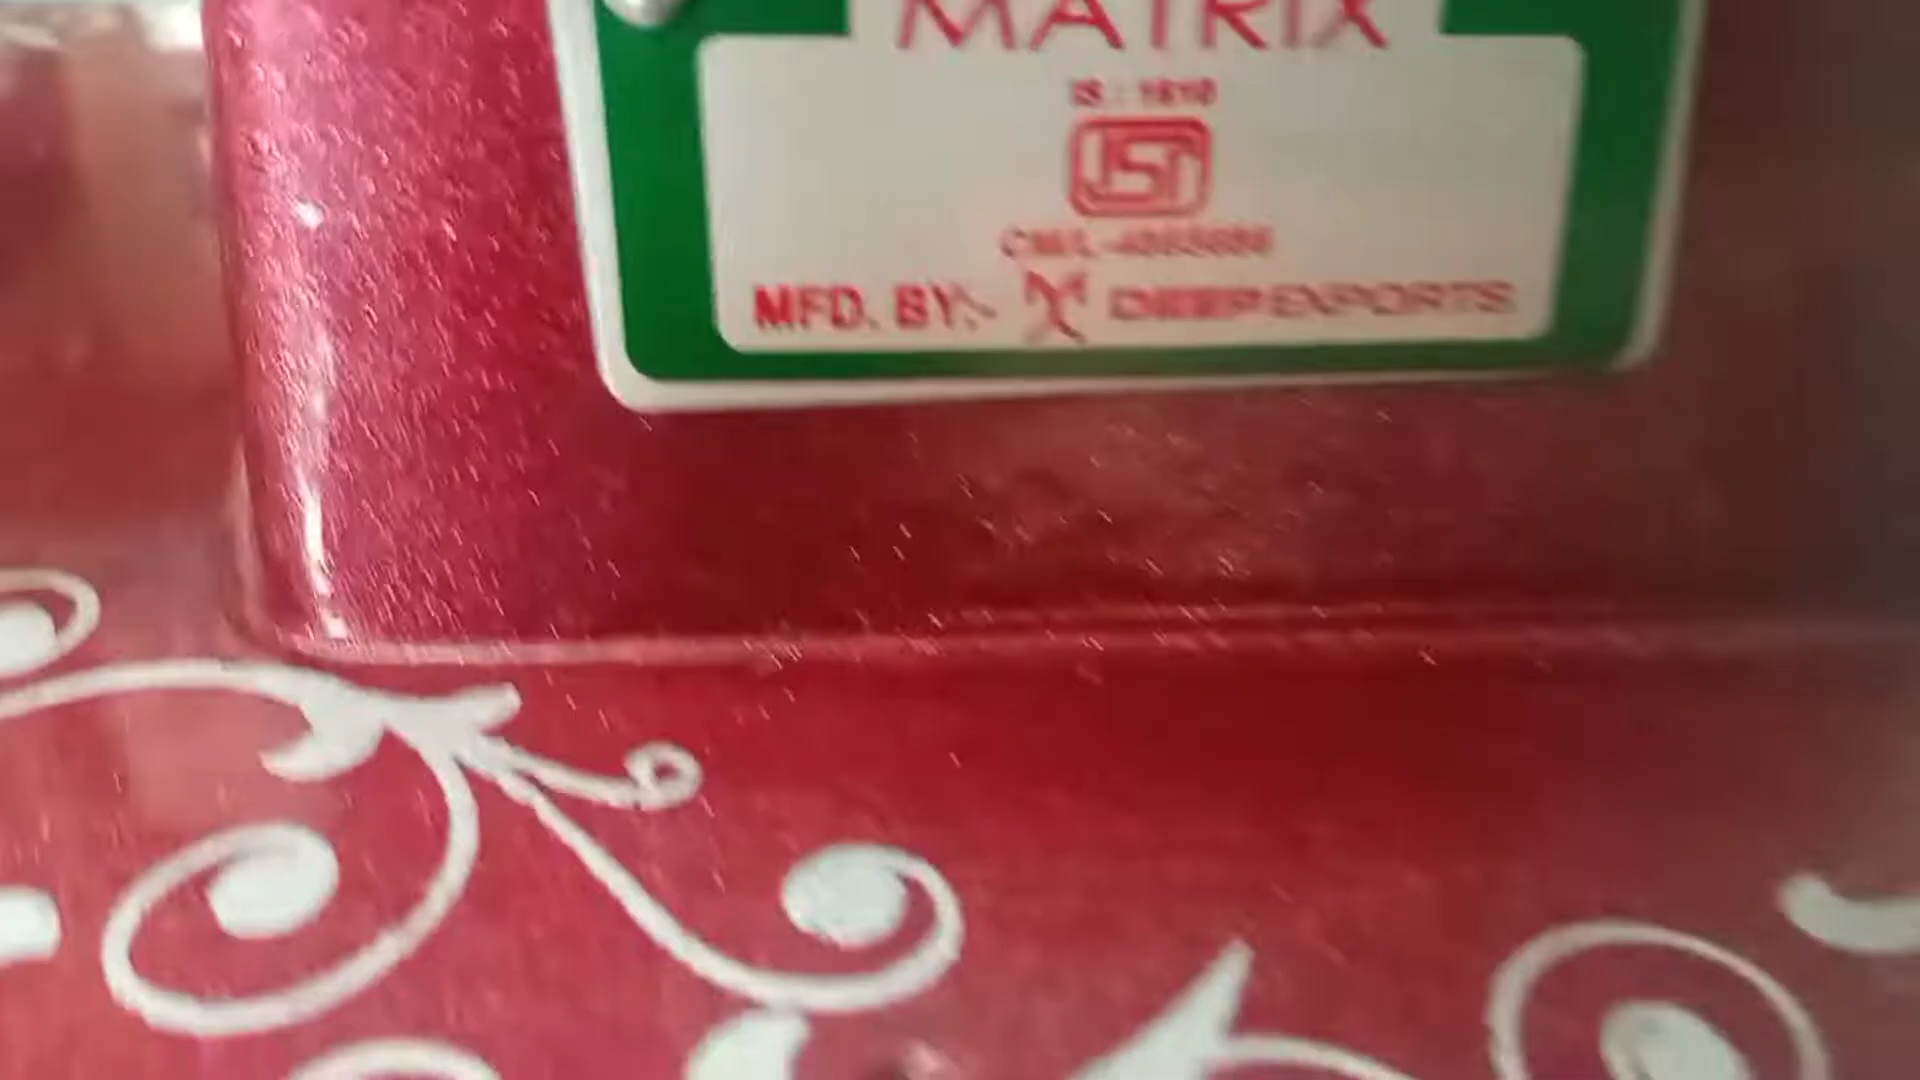 MATRIX
IS : 1610
ISI
MFD. BY:- DEEP EXPORTS